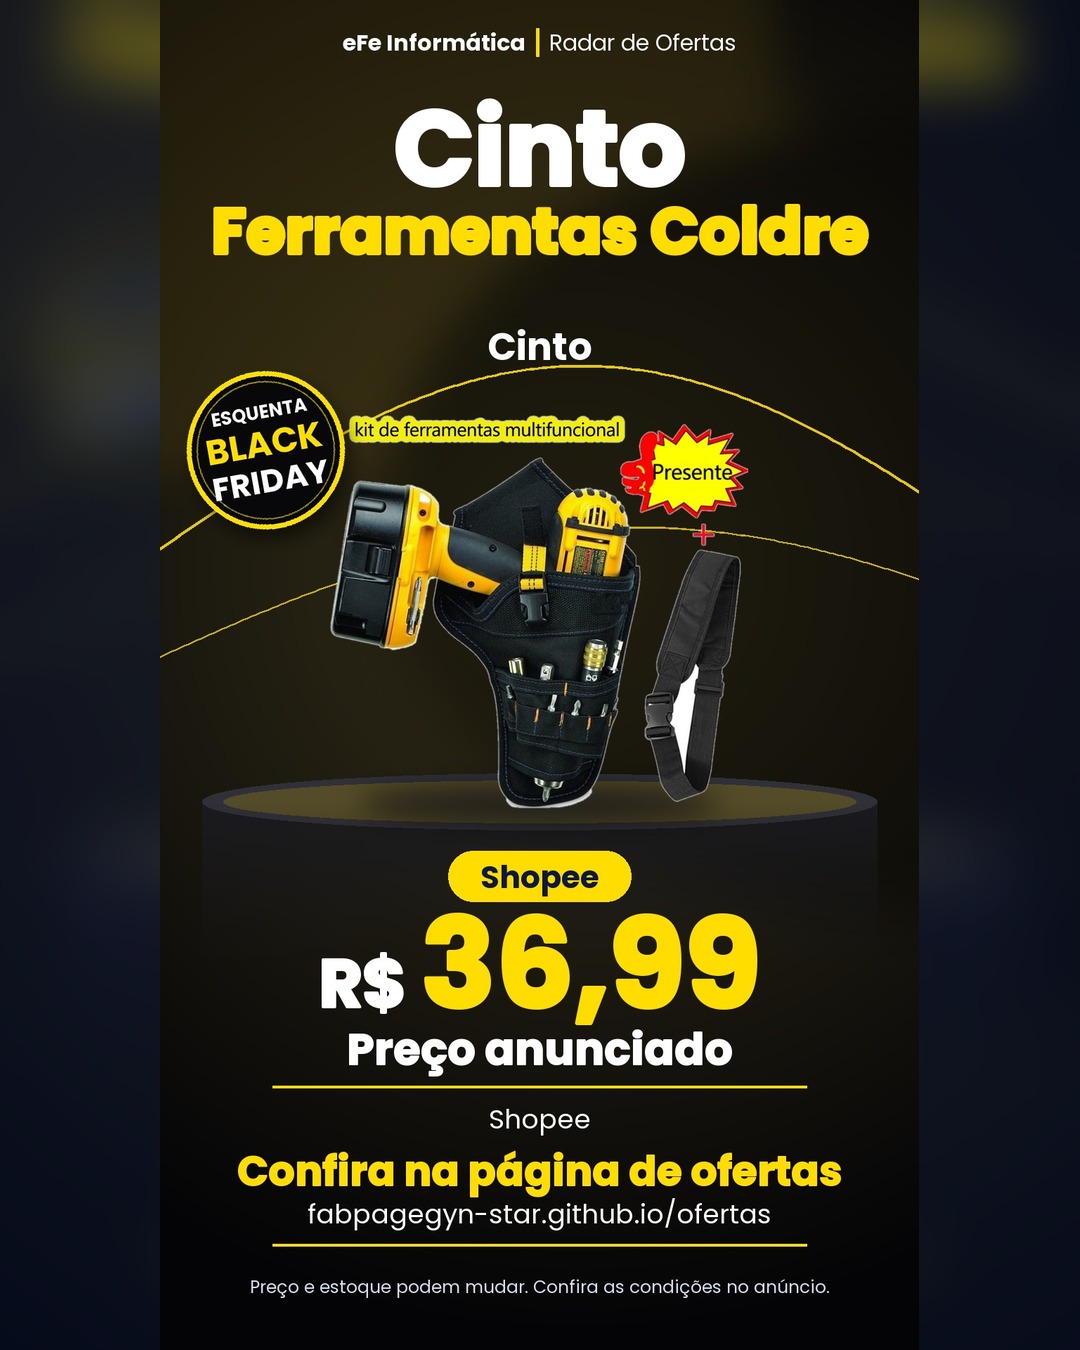 eFe Informática | Radar de Ofertas
Cinto
Ferramentas Coldre
Cinto
ESQUENTA
BLACK
FRIDAY
kit de ferramentas multifuncional
Presente
+
Shopee
R$ 36,99
Preço anunciado
Shopee
Confira na página de ofertas
fabpagegyn-star.github.io/ofertas
Preço e estoque podem mudar. Confira as condições no anúncio.